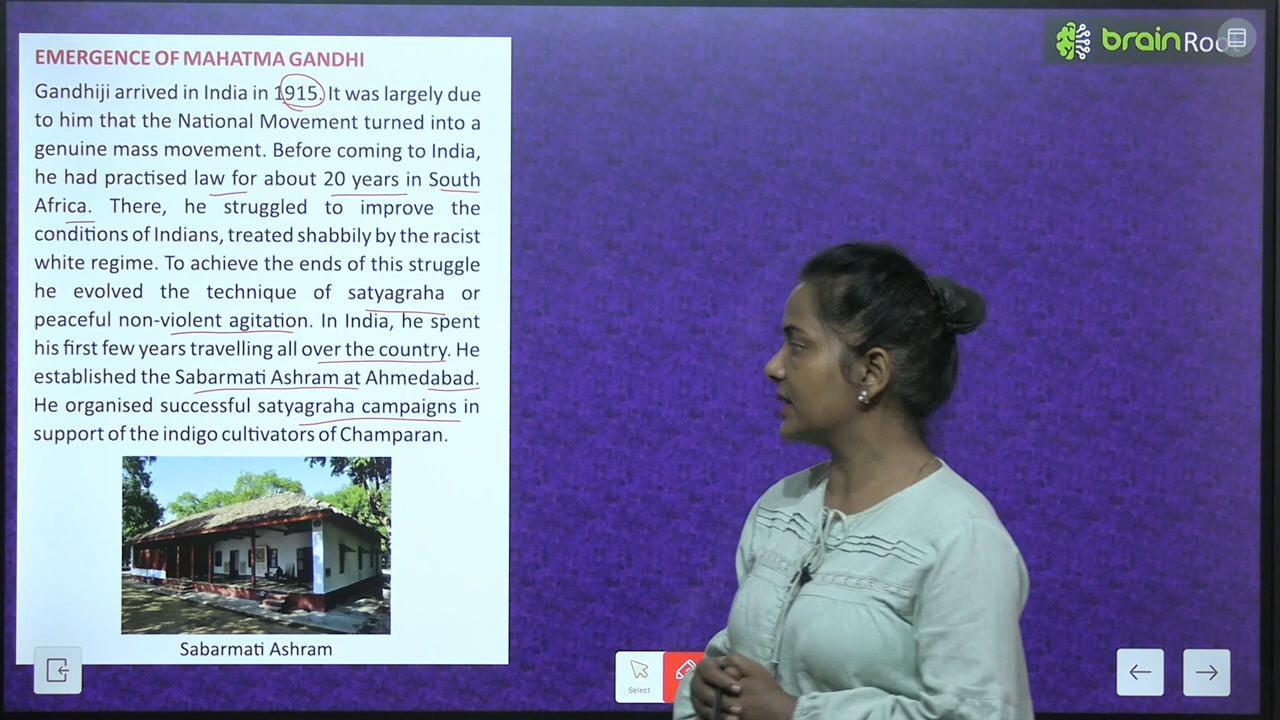 EMERGENCE OF MAHATMA GANDHI
Gandhiji arrived in India in 1915. It was largely due
to him that the National Movement turned into a
genuine mass movement. Before coming to India,
he had practised law for about 20 years in South
Africa. There, he struggled to improve the
conditions of Indians, treated shabbily by the racist
white regime. To achieve the ends of this struggle
he evolved the technique of satyagraha or
peaceful non-violent agitation. In India, he spent
his first few years travelling all over the country. He
established the Sabarmati Ashram at Ahmedabad.
He organised successful satyagraha campaigns in
support of the indigo cultivators of Champaran.
Sabarmati Ashram
brain
Select